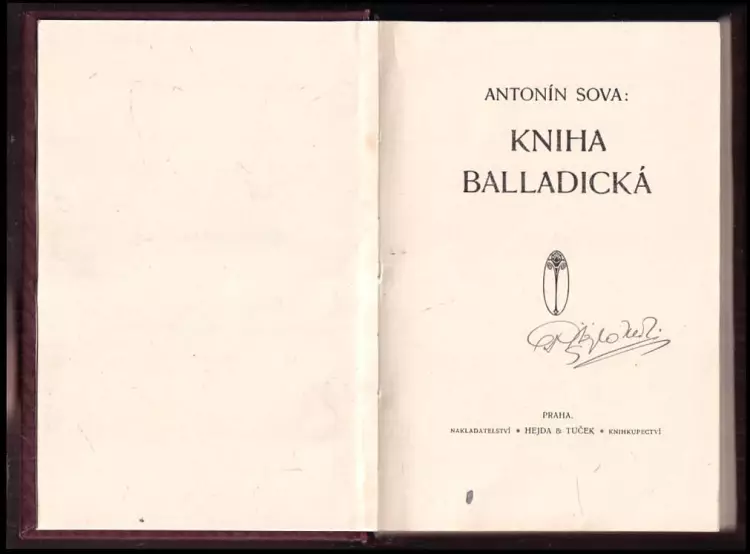 ANTONÍN SOVA:
KNIHA
BALLADICKÁ
PRAHA.
NAKLADATELSTVÍ * HEJDA & TUČEK * KNIHKUPECTVÍ